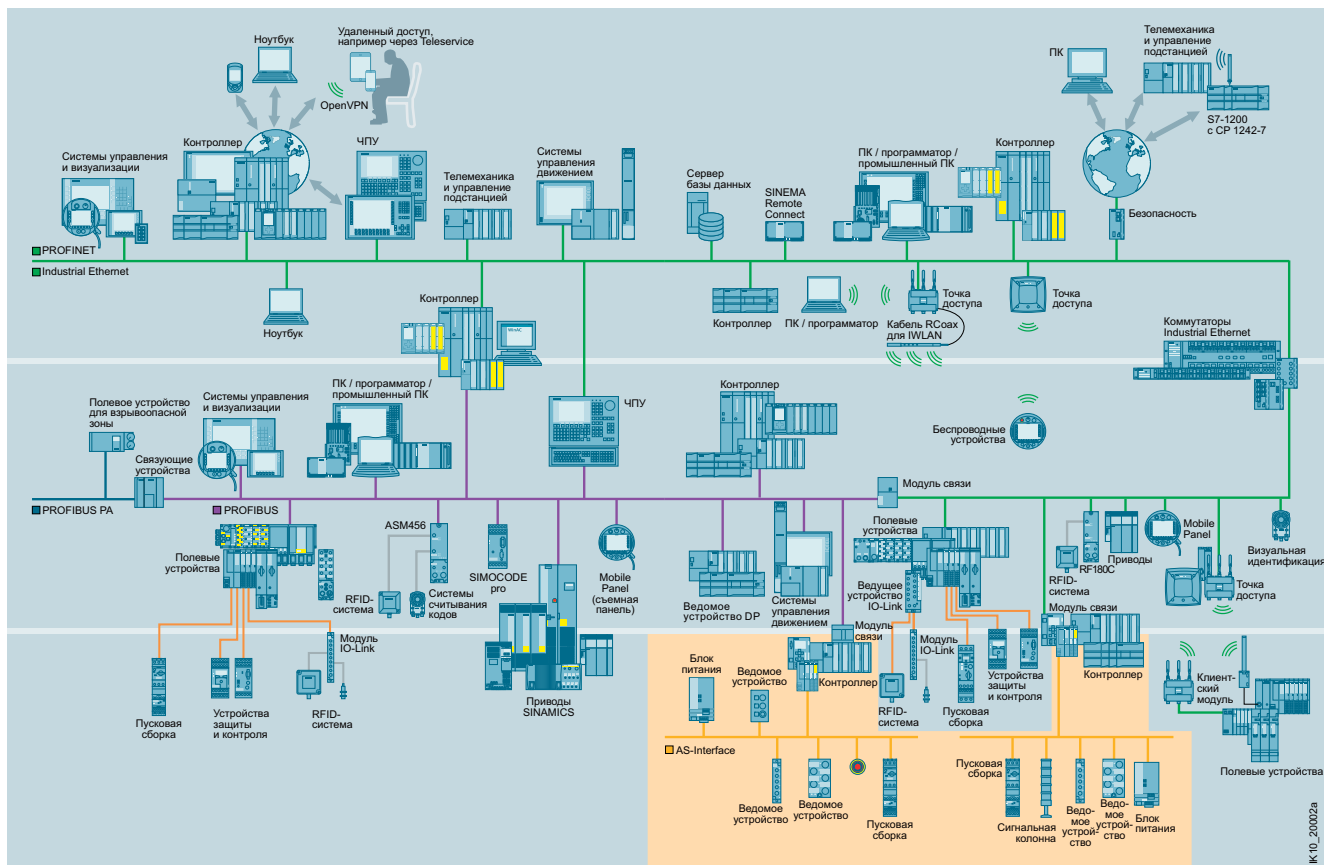 Ноутбук
Удаленный доступ,
например через Teleservice
OpenVPN
ПК
Телемеханика
и управление
подстанцией
S7-1200
с CP 1242-7
Системы управления
и визуализации
Контроллер
ЧПУ
Телемеханика
и управление
подстанцией
Системы
управления
движением
Сервер
базы данных
SINEMA
Remote
Connect
ПК / программатор /
промышленный ПК
Контроллер
Безопасность
PROFINET
Industrial Ethernet
Ноутбук
Контроллер
WinAC
Контроллер
ПК / программатор
Точка
доступа
Кабель RCoax
для IWLAN
Точка
доступа
Коммутаторы
Industrial Ethernet
Полевое устройство
для взрывоопасной
зоны
Системы управления
и визуализации
ПК / программатор /
промышленный ПК
ЧПУ
Контроллер
Беспроводные
устройства
Связующие
устройства
Модуль связи
PROFIBUS PA
PROFIBUS
Полевые
устройства
ASM456
RFID-
система
Системы
считывания
кодов
SIMOCODE
pro
Mobile
Panel
(съемная
панель)
Ведомое
устройство DP
Системы
управления
движением
Полевые
устройства
Ведущее
устройство
IO-Link
RF180C
RFID-
система
Приводы
Mobile
Panel
Точка
доступа
Визуальная
идентификация
Модуль
IO-Link
Пусковая
сборка
Устройства
защиты
и контроля
RFID-
система
Приводы
SINAMICS
Модуль
связи
Контроллер
Модуль
IO-Link
RFID-
система
Пусковая
сборка
Устройства
защиты
и контроля
Модуль связи
Контроллер
Клиент-
ский
модуль
Полевые устройства
Блок
питания
Ведомое
устройство
AS-Interface
Ведомое
устройство
Ведомое
устройство
Пусковая
сборка
Пусковая
сборка
Сигнальная
колонна
Ведо-
мое
устрой-
ство
Ведо-
мое
устрой-
ство
Блок
питания
IK10_20002a